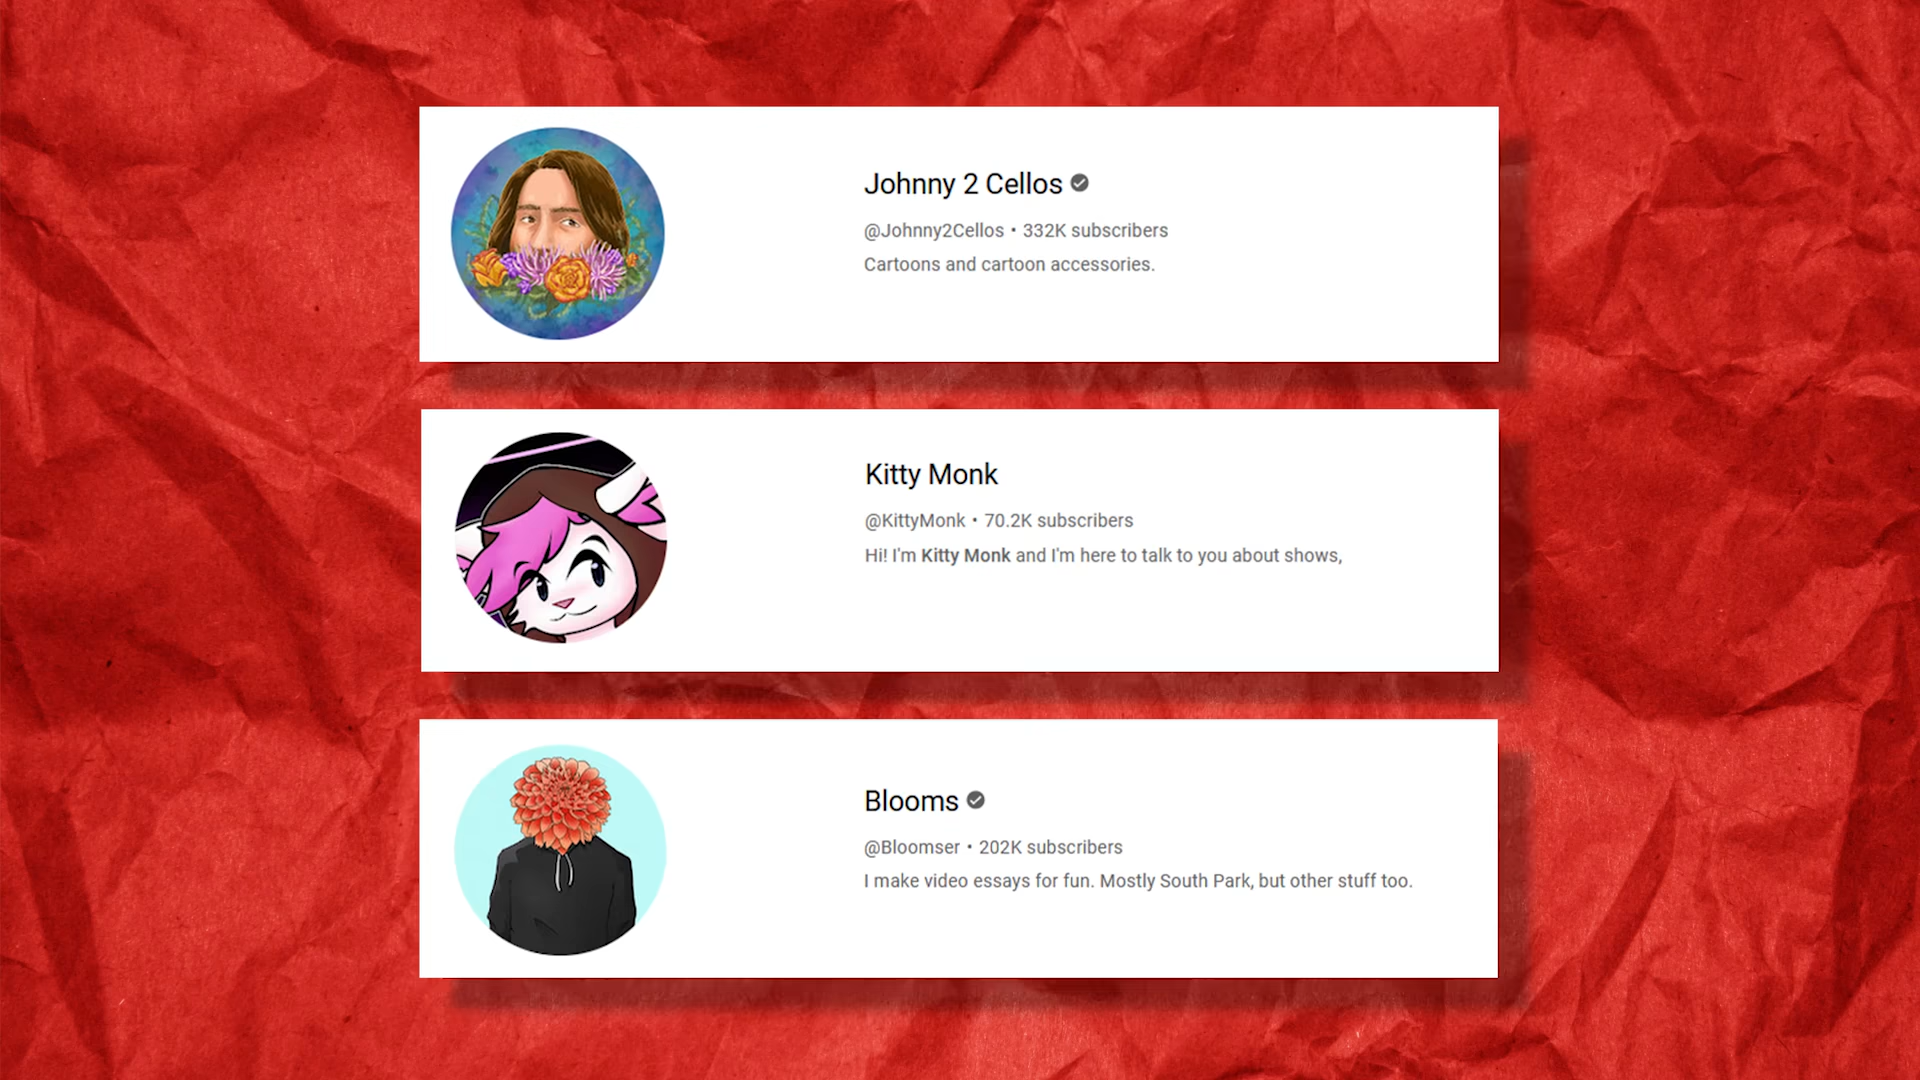 Johnny 2 Cellos
@Johnny2Cellos • 332K subscribers
Cartoons and cartoon accessories.
Kitty Monk
@KittyMonk • 70.2K subscribers
Hi! I'm Kitty Monk and I'm here to talk to you about shows,
Blooms
@Bloomser • 202K subscribers
I make video essays for fun. Mostly South Park, but other stuff too.